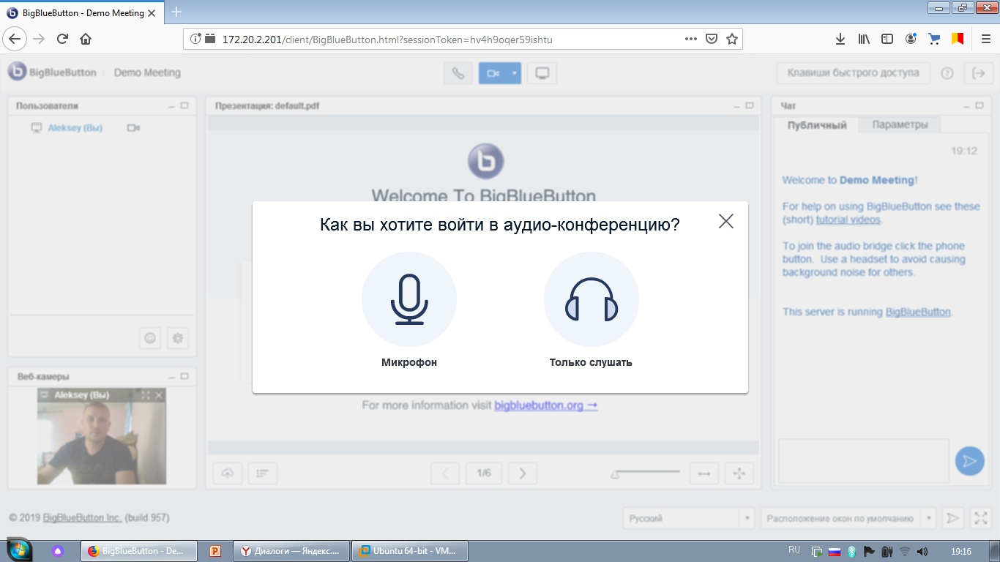 BigBlueButton - Demo Meeting
172.20.2.201/client/BigBlueButton.html?sessionToken=hv4h9oqer59ishtu
BigBlueButton
Demo Meeting
Клавиши быстрого доступа
Пользователи
Aleksey (Вы)
Презентация: default.pdf
Welcome To BigBlueButton
Чат
Публичный
Параметры
19:12
Welcome to Demo Meeting!
For help on using BigBlueButton see these
(short) tutorial videos.
To join the audio bridge click the phone
button. Use a headset to avoid causing
background noise for others.
This server is running BigBlueButton.
Как вы хотите войти в аудио-конференцию?
Микрофон
Только слушать
Веб-камеры
Aleksey (Вы)
For more information visit bigbluebutton.org →
1/6
© 2019 BigBlueButton Inc. (build 957)
Русский
Расположение окон по умолчанию
BigBlueButton - De...
Диалоги — Яндекс....
Ubuntu 64-bit - VM...
RU
19:16